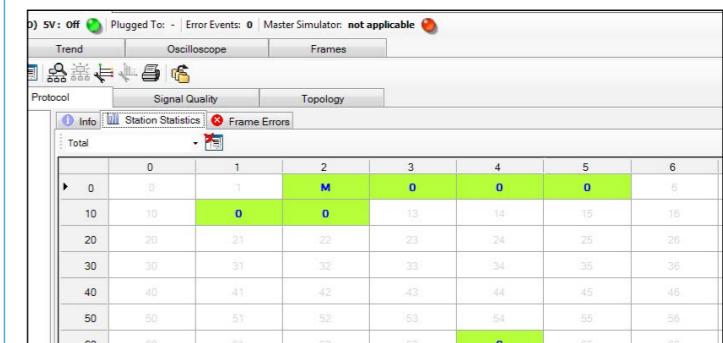 0) 5V: Off Plugged To: - Error Events: 0 Master Simulator: not applicable
Trend Oscilloscope Frames
Protocol Signal Quality Topology
Info Station Statistics Frame Errors
Total
0 1 2 3 4 5 6
0 0 1 M 0 0 0 6
10 10 0 0 13 14 15 16
20 20 21 22 23 24 25 26
30 30 31 32 33 34 35 36
40 40 41 42 43 44 45 46
50 50 51 52 53 54 55 56